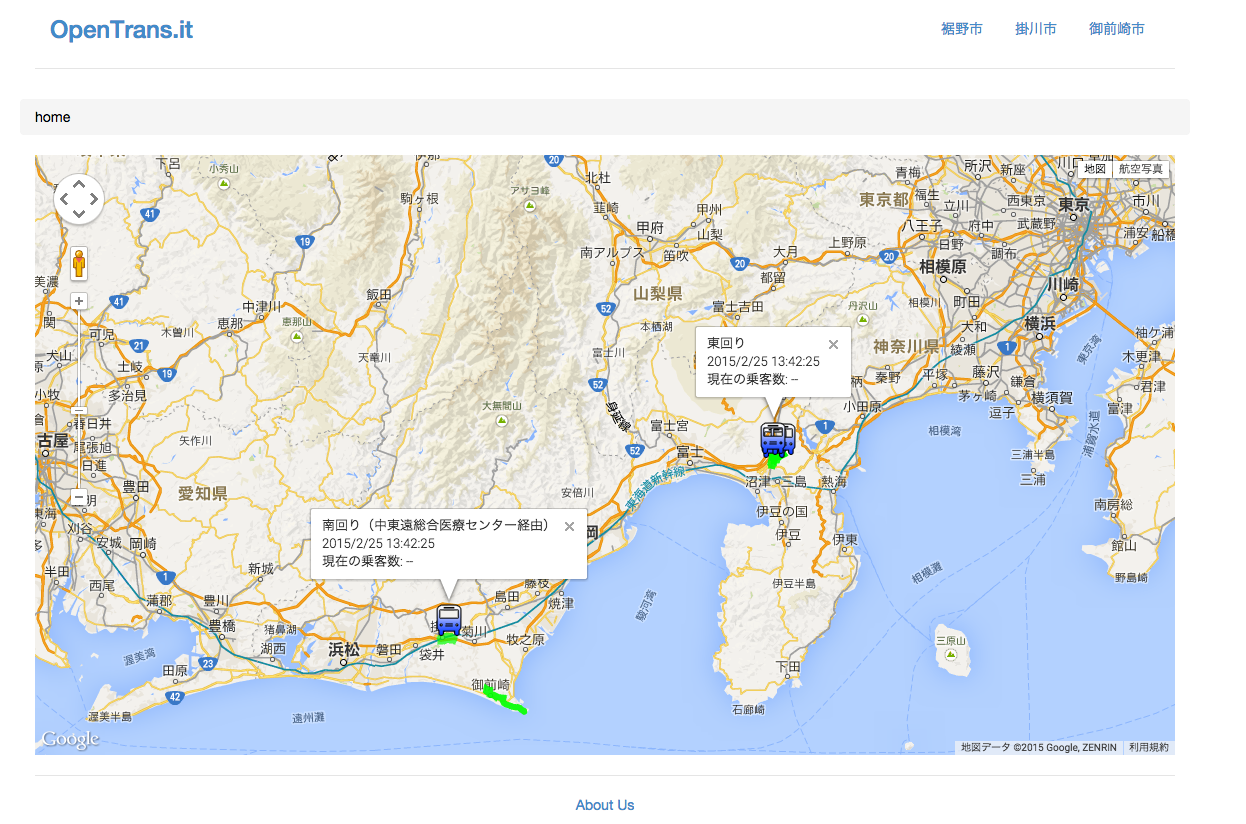 OpenTrans.it
裾野市 掛川市 御前崎市
home
地図 航空写真
下呂
小秀山
駒ヶ根
アサヨ峰
北杜
韮崎
甲府
甲州
山梨
笛吹
南アルプス
大月
上野原
都留
青梅
所沢
新座
福生
東京都
立川
西東京
東京
市川
八王子
府中
武蔵野
浦安
船橋
日野
調布
相模原
川崎
町田
相模川
丹沢山
横浜
大和
綾瀬
神奈川県
秦野
平塚
藤沢
茅ヶ崎
鎌倉
逗子
横須賀
小田原
相模湾
三浦半島
三浦
東京湾
浦賀水道
袖ケ浦
木更津
君津
富津
南房総
館山
野島崎
美濃
関
可児
木曽川
中津川
恵那
恵那山
飯田
天竜川
犬山
土岐
多治見
小牧
春日井
尾張旭
日進
矢作川
豊田
愛知県
東海
刈谷
安城
岡崎
半田
西尾
新城
蒲郡
豊川
豊橋
猪鼻湖
湖西
浜松
磐田
袋井
菊川
島田
藤枝
焼津
牧之原
御前崎
渥美湾
田原
渥美半島
遠州灘
駿河湾
山梨県
富士吉田
本栖湖
富士川
大無間山
身延線
富士宮
富士
安倍川
東海道新幹線
沼津
三島
熱海
伊豆の国
伊豆
伊東
伊豆半島
相模灘
三原山
下田
石廊崎
東回り
2015/2/25 13:42:25
現在の乗客数: --
南回り（中東遠総合医療センター経由）
2015/2/25 13:42:25
現在の乗客数: --
20
41
19
20
20
52
41
21
19
52
1
1
52
1
23
42
Google
地図データ ©2015 Google, ZENRIN 利用規約
About Us